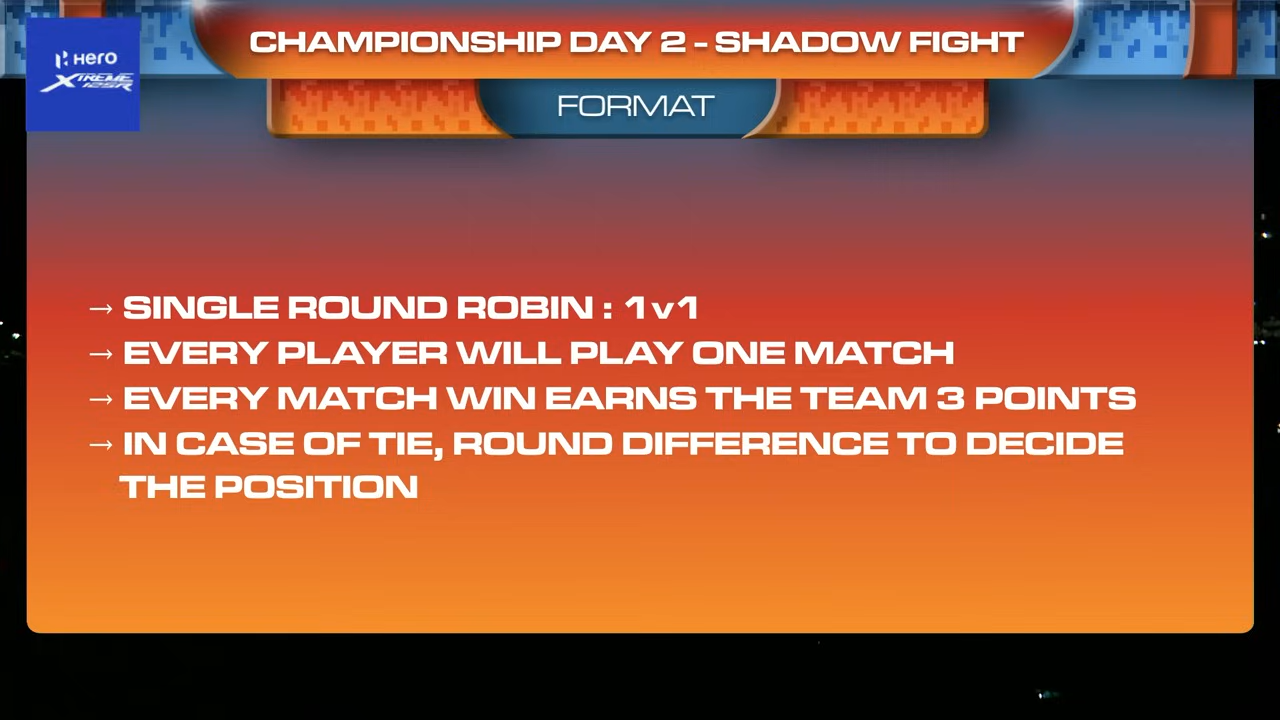 CHAMPIONSHIP DAY 2 - SHADOW FIGHT
Hero
XTREME
125R
FORMAT
→ SINGLE ROUND ROBIN : 1v1
→ EVERY PLAYER WILL PLAY ONE MATCH
→ EVERY MATCH WIN EARNS THE TEAM 3 POINTS
→ IN CASE OF TIE, ROUND DIFFERENCE TO DECIDE
THE POSITION